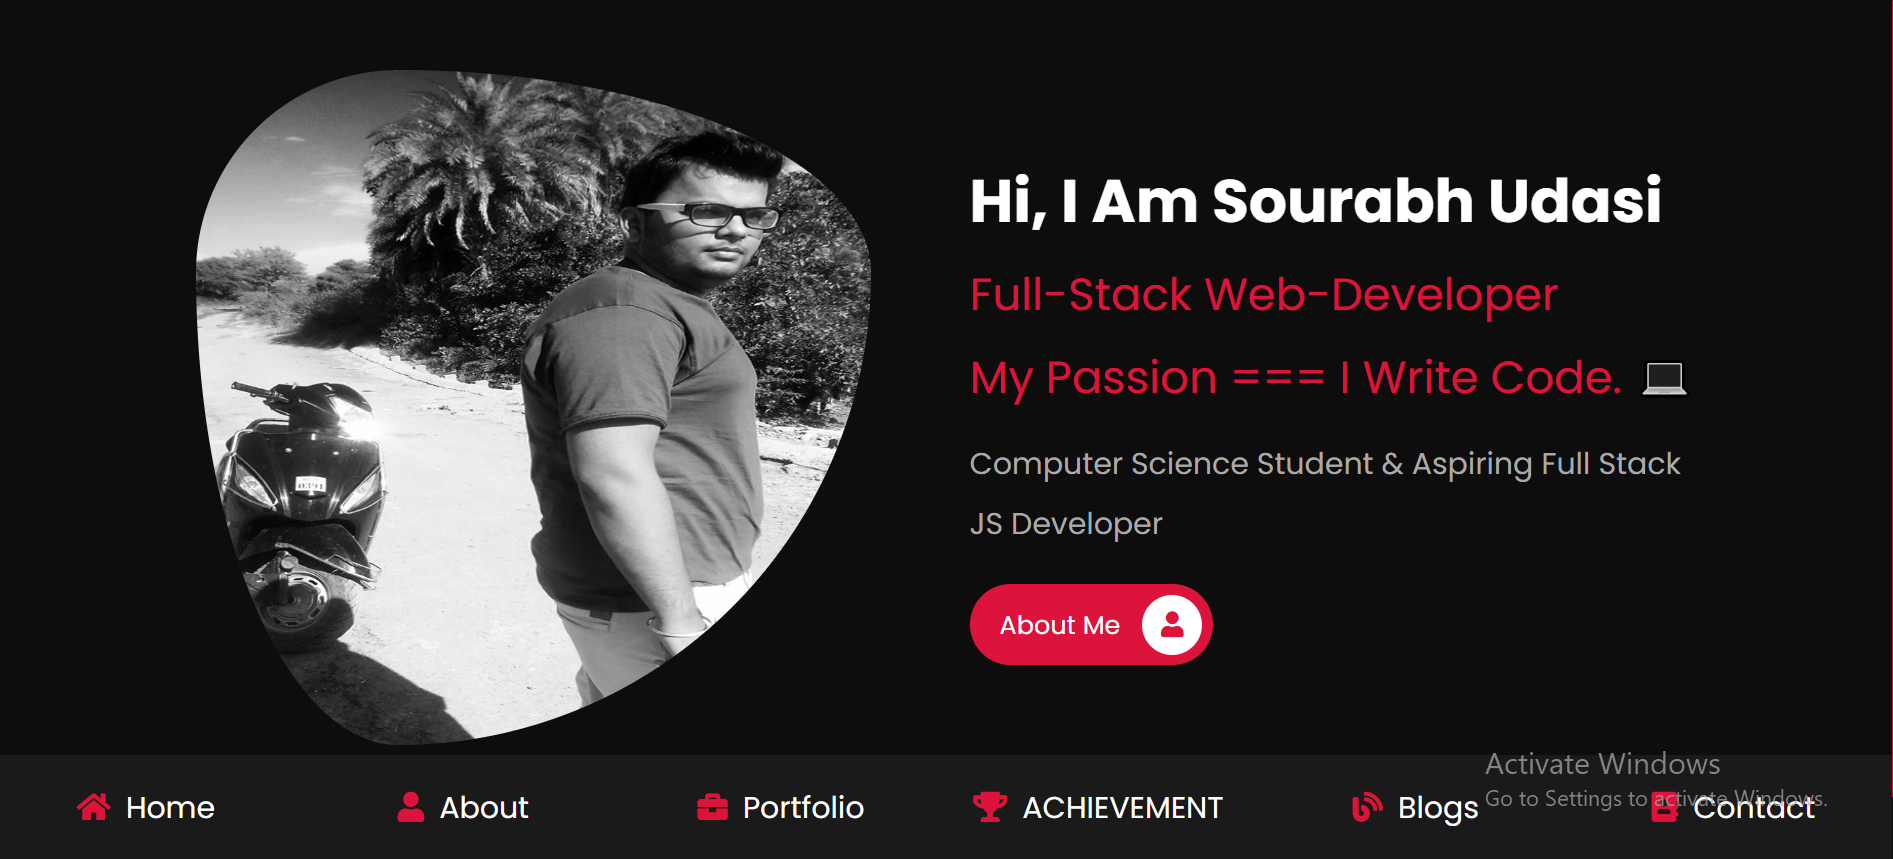 Hi, I Am Sourabh Udasi
Full-Stack Web-Developer
My Passion === I Write Code. 💻
Computer Science Student & Aspiring Full Stack
JS Developer
About Me
Activate Windows
Go to Settings to activate Windows.
Home
About
Portfolio
ACHIEVEMENT
Blogs
Contact